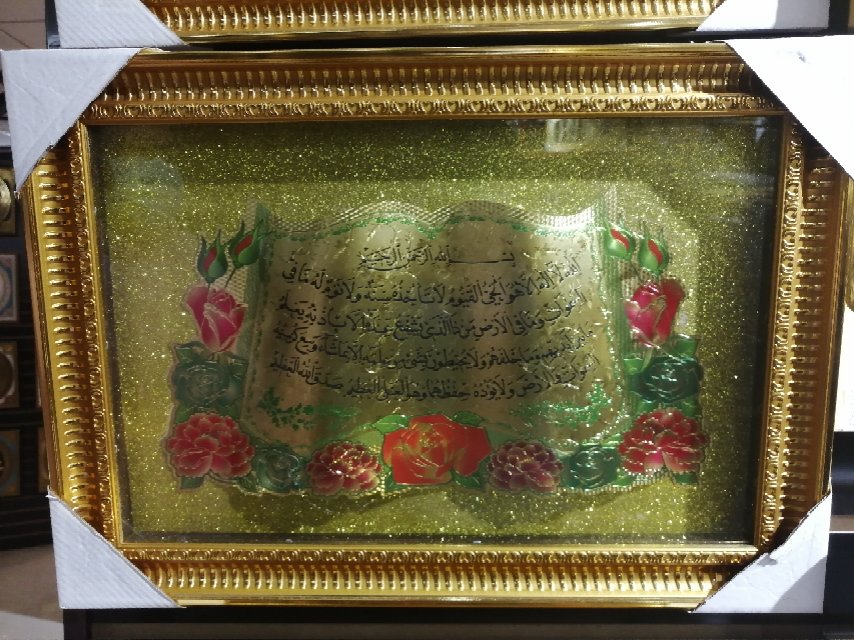 بسم الله الرحمن الرحيم
الله لا اله الا هو الحي القيوم لا تأخذه سنة ولا نوم له ما في
السموات وما في الارض من ذا الذي يشفع عنده الا باذنه يعلم
ما بين ايديهم وما خلفهم ولا يحيطون بشيء من علمه الا بما شاء وسع كرسيه
السموات والارض ولا يؤده حفظهما وهو العلي العظيم صدق الله العظيم